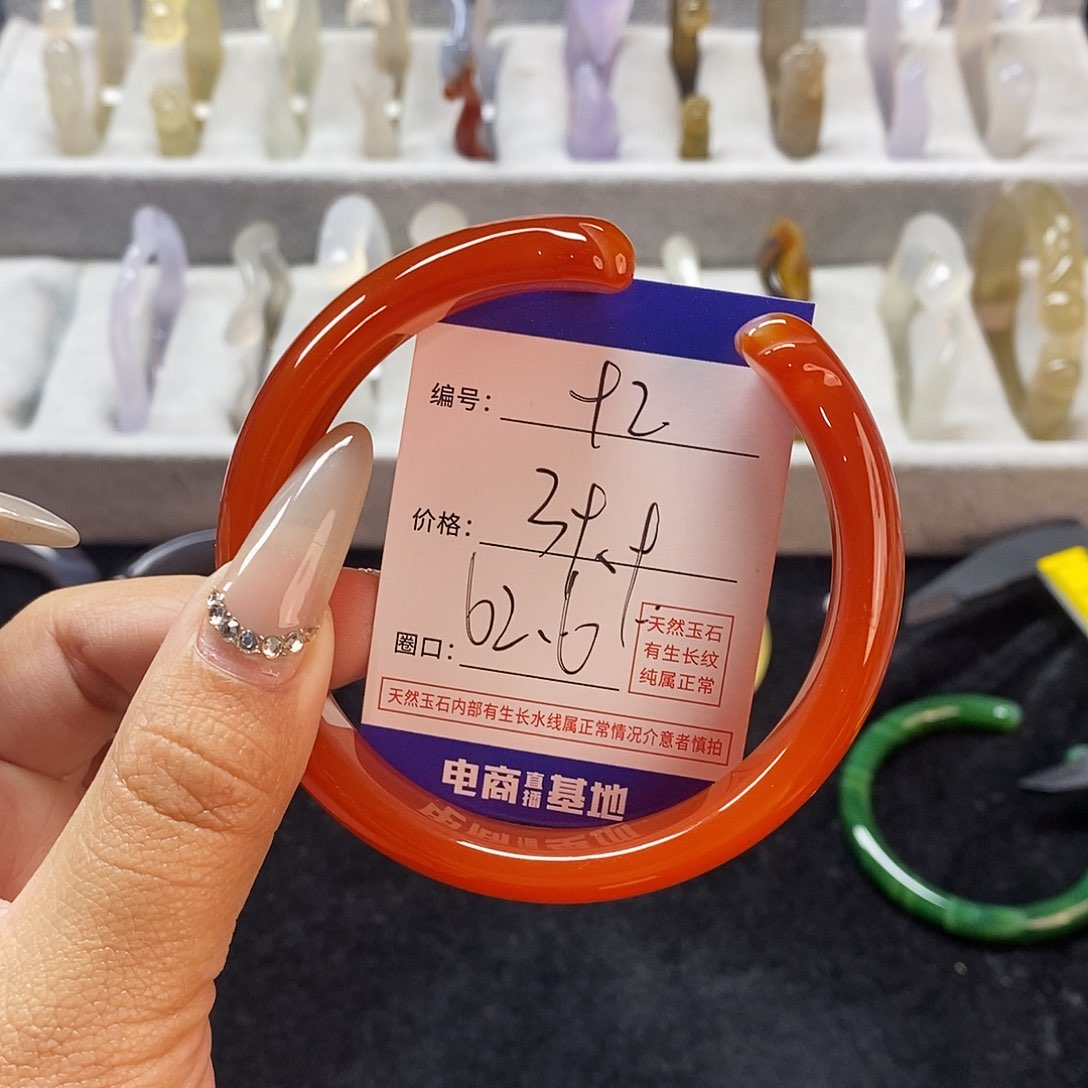 编号：
价格：
圈口：62.6
天然玉石
有生长纹
纯属正常
天然玉石内部有生长水线属正常情况介意者慎拍
电商直播基地